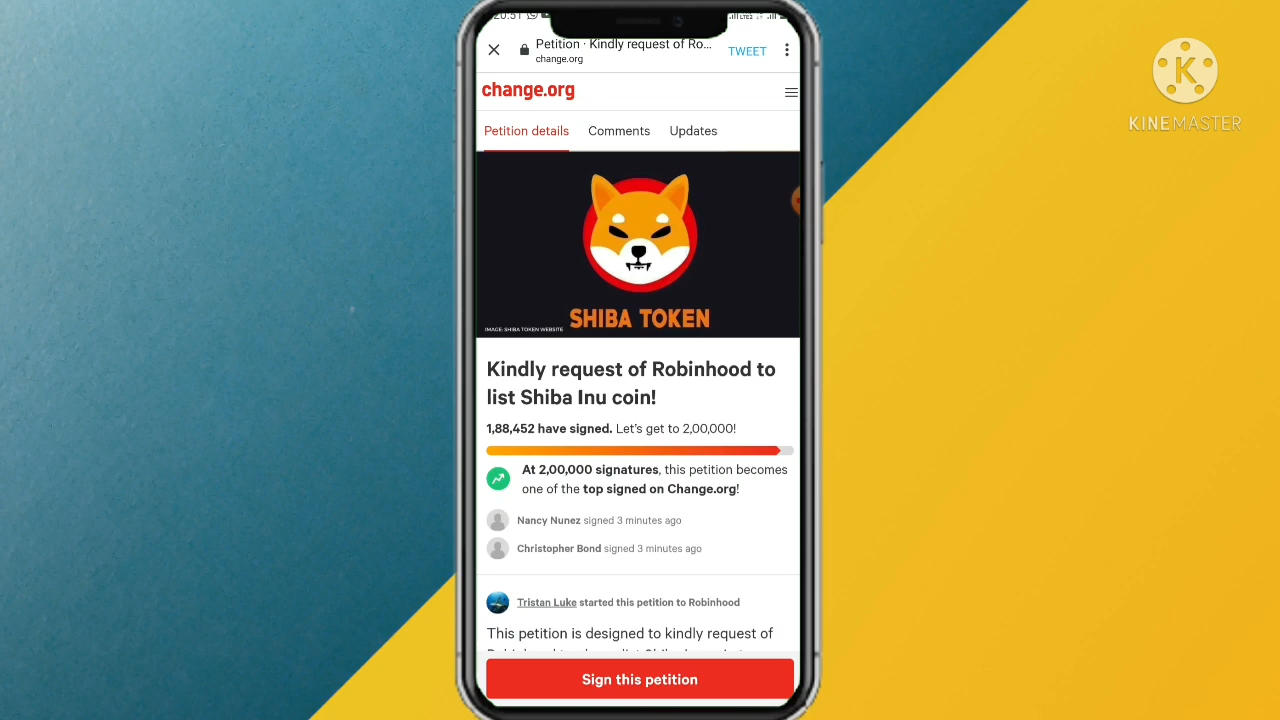 20:51
Petition · Kindly request of Ro...
change.org
TWEET
change.org
Petition details Comments Updates
SHIBA TOKEN
IMAGE: SHIBA TOKEN WEBSITE
Kindly request of Robinhood to
list Shiba Inu coin!
1,88,452 have signed. Let's get to 2,00,000!
At 2,00,000 signatures, this petition becomes
one of the top signed on Change.org!
Nancy Nunez signed 3 minutes ago
Christopher Bond signed 3 minutes ago
Tristan Luke started this petition to Robinhood
This petition is designed to kindly request of
Sign this petition
K
KINEMASTER